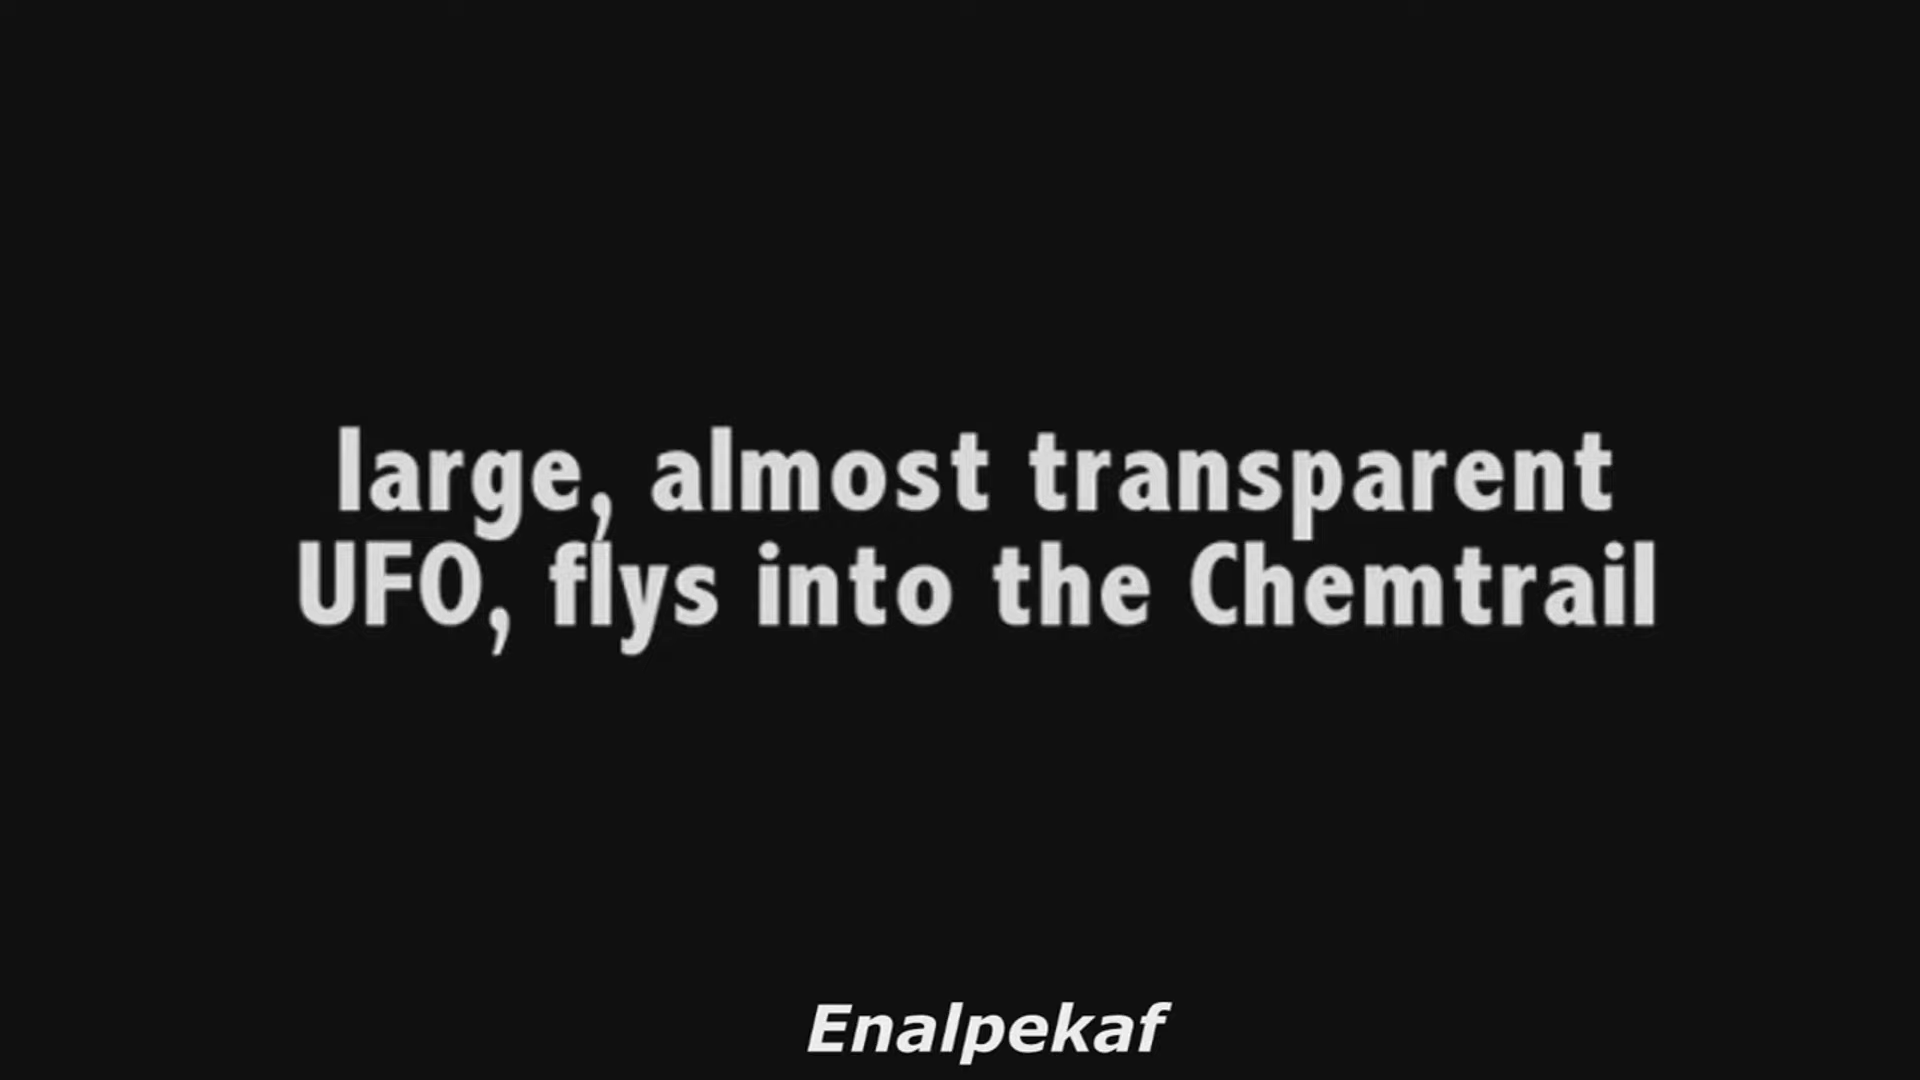 large, almost transparent
UFO, flys into the Chemtrail
Enalpekaf